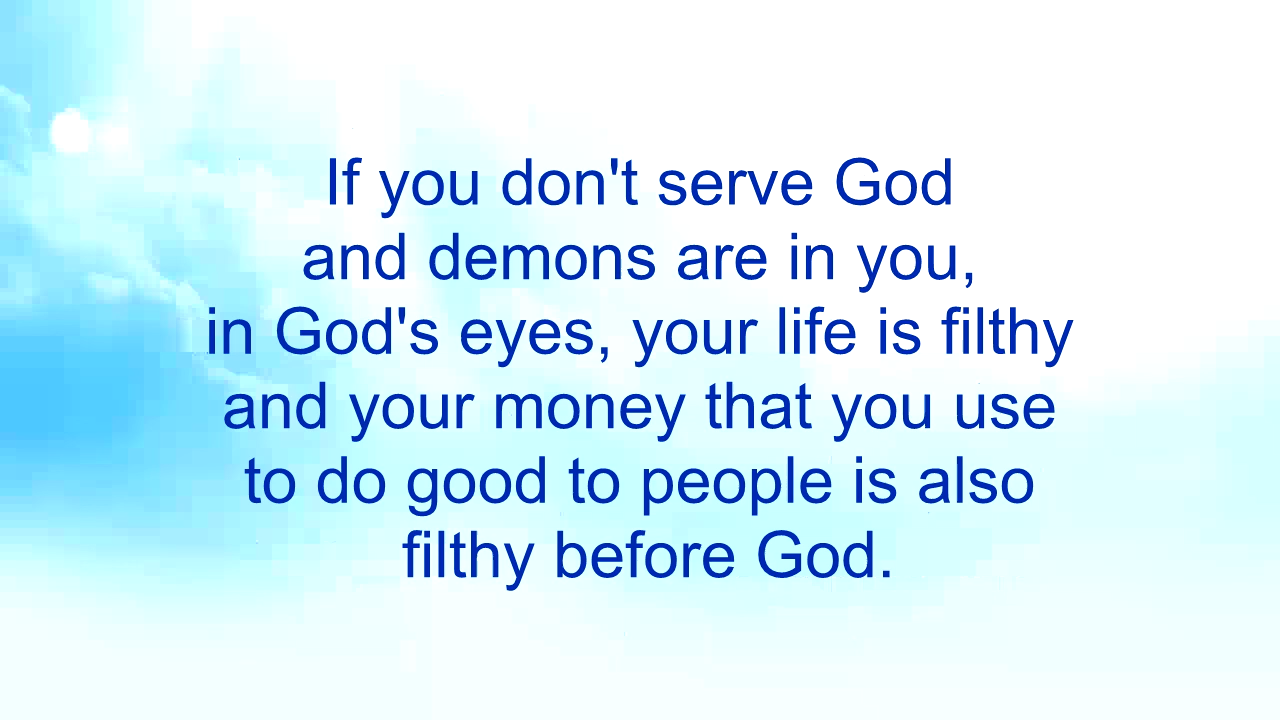 If you don't serve God
and demons are in you,
in God's eyes, your life is filthy
and your money that you use
to do good to people is also
filthy before God.